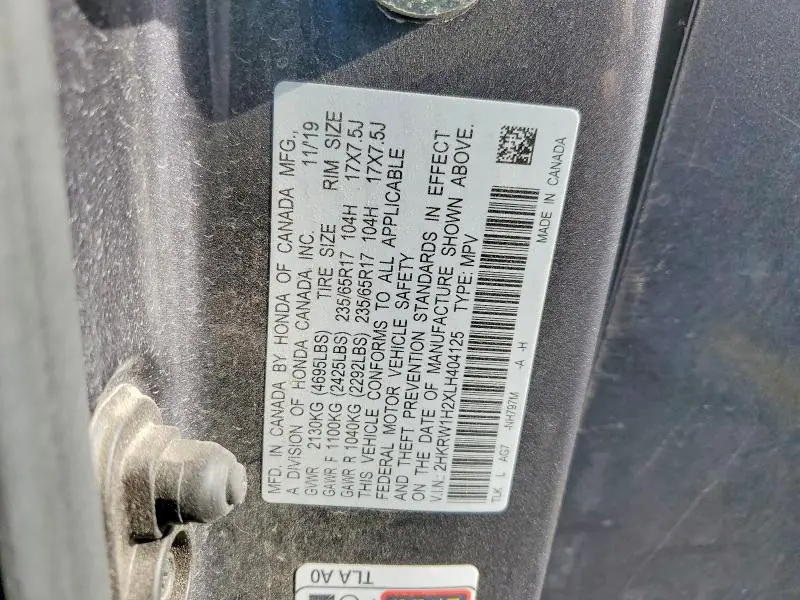 MFD. IN CANADA BY HONDA OF CANADA MFG.,
A DIVISION OF HONDA CANADA INC. 11/'19
GVWR 2130KG (4695LBS) TIRE SIZE RIM SIZE
GAWR F 1100KG (2425LBS) 235/65R17 104H 17X7.5J
GAWR R 1040KG (2292LBS) 235/65R17 104H 17X7.5J
THIS VEHICLE CONFORMS TO ALL APPLICABLE
FEDERAL MOTOR VEHICLE SAFETY
AND THEFT PREVENTION STANDARDS IN EFFECT
ON THE DATE OF MANUFACTURE SHOWN ABOVE.
V.I.N: 2HKRW1H2XLH404125 TYPE: MPV
TLK L AG7 -NH797M -A -H
MADE IN CANADA
TLA A0